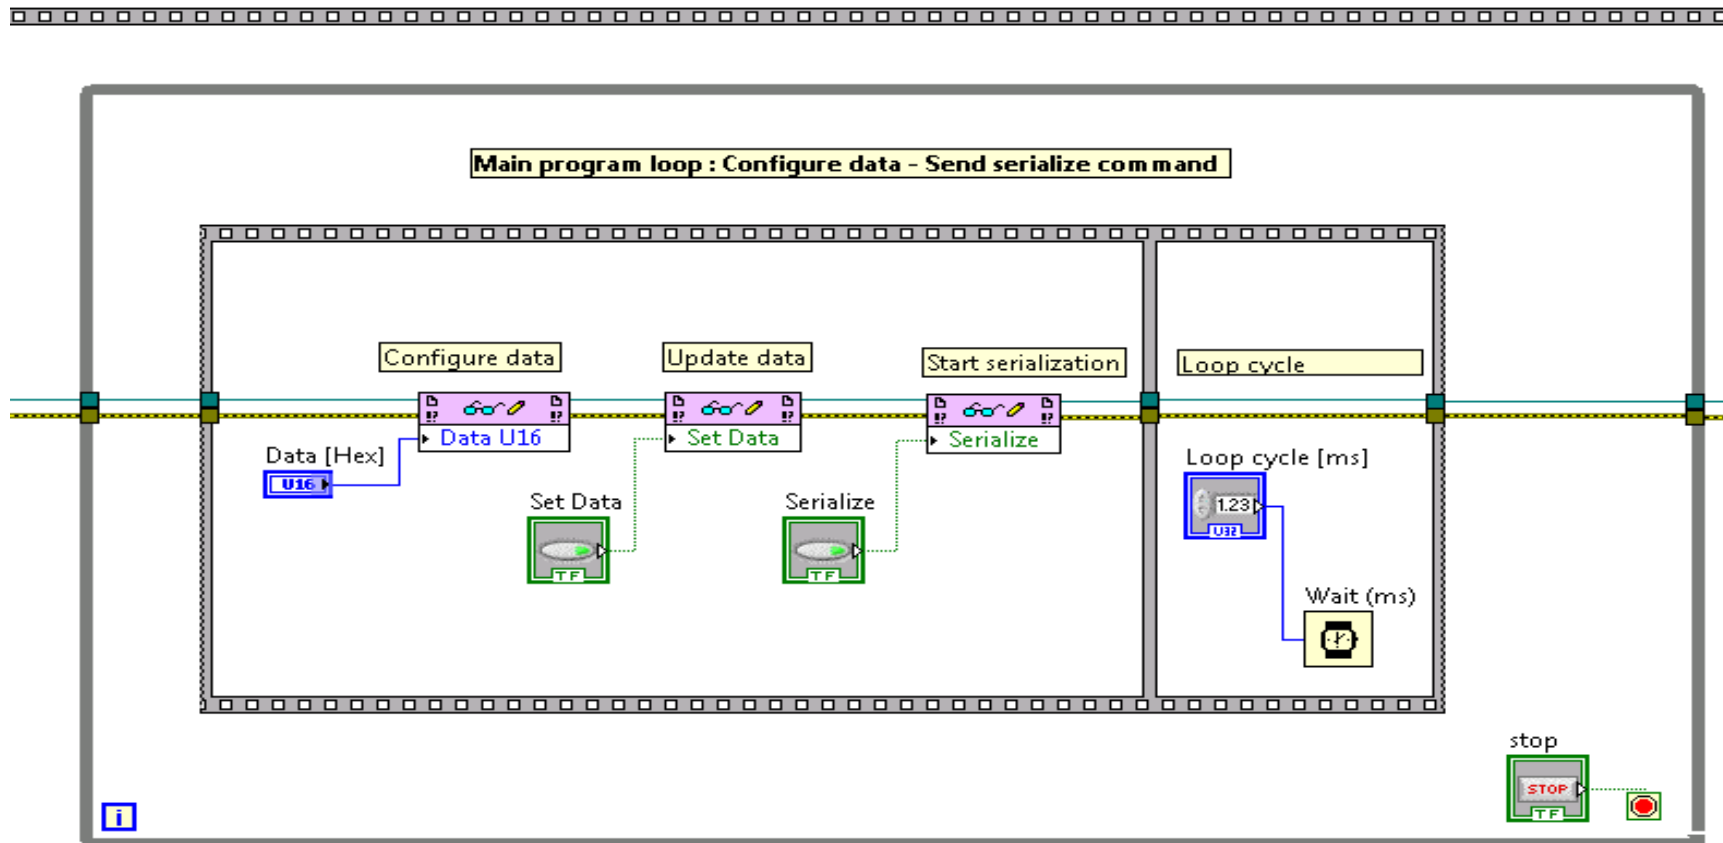 Main program loop : Configure data - Send serialize command
Configure data
Update data
Start serialization
Loop cycle
Data U16
Set Data
Serialize
Data [Hex]
U16
Loop cycle [ms]
1.23
U32
Set Data
TF
Serialize
TF
Wait (ms)
stop
STOP
TF
i